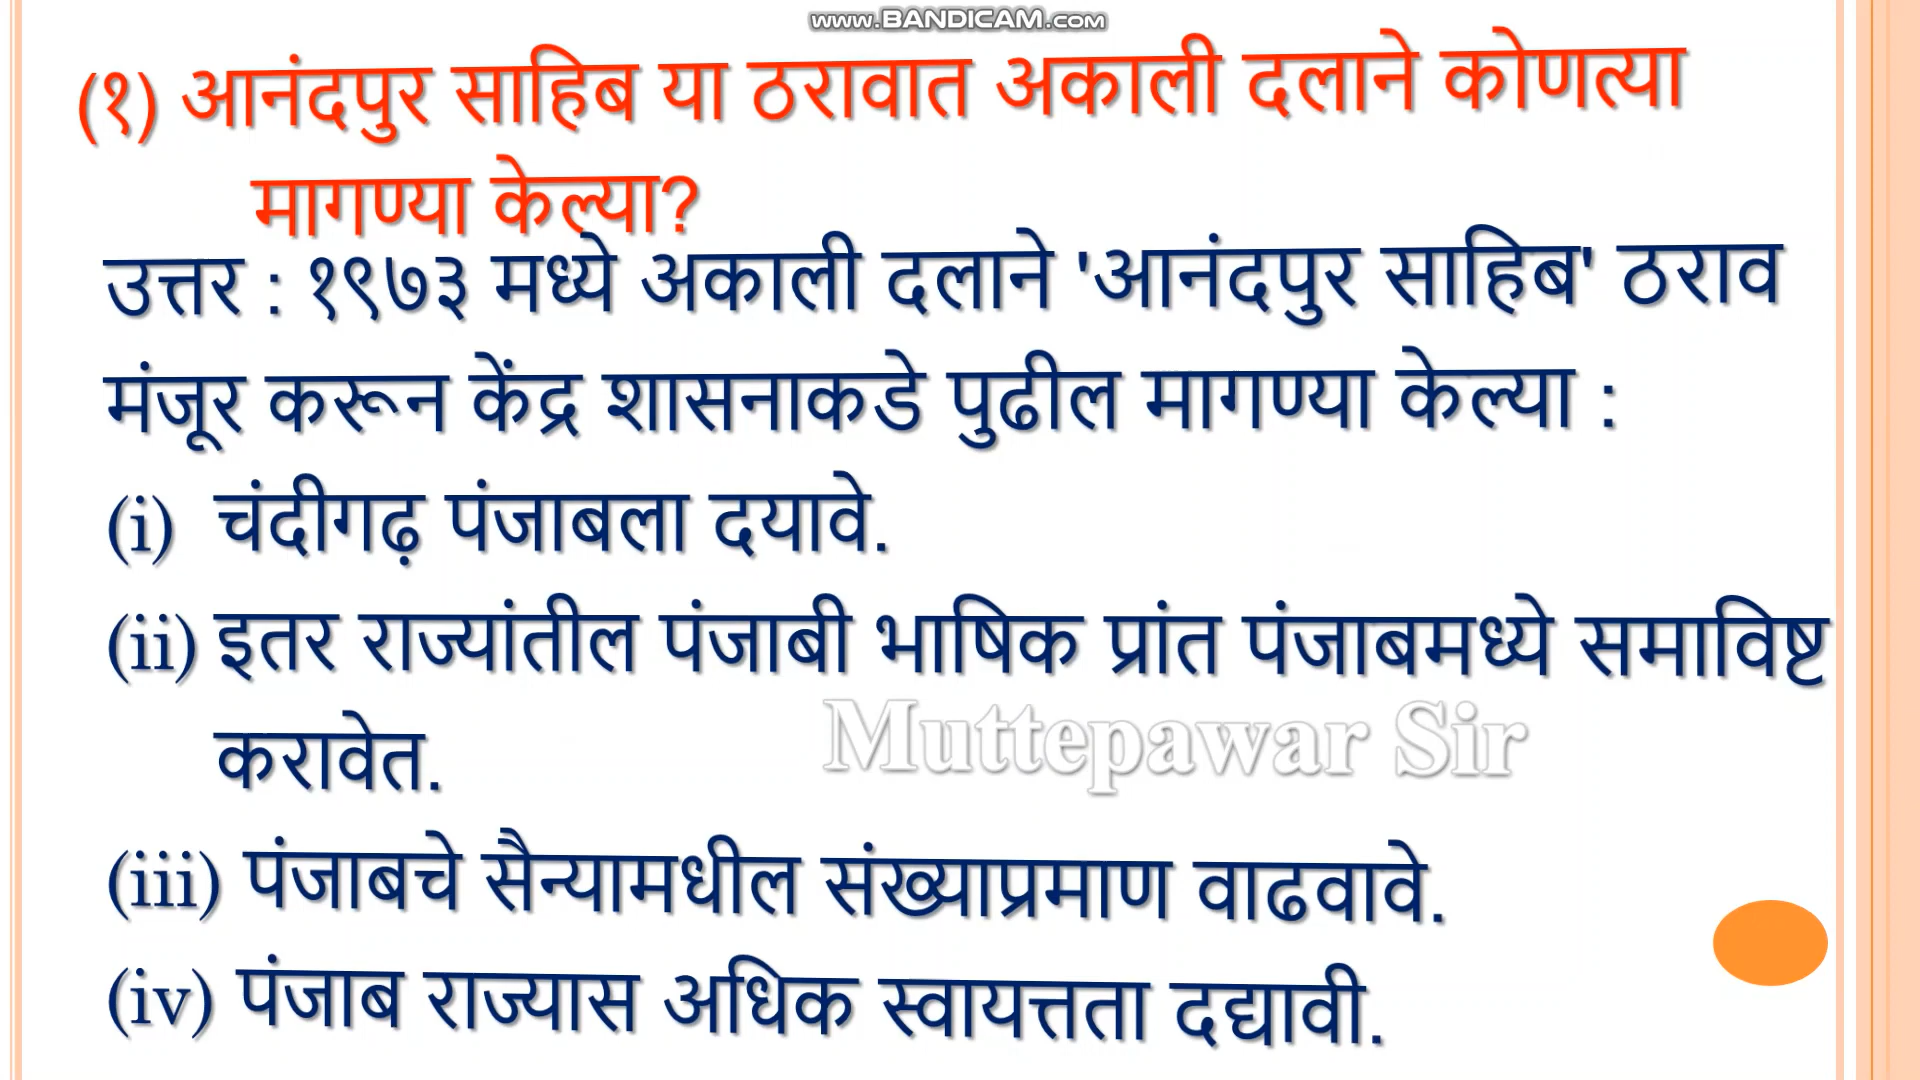 www.BANDICAM.com
(१) आनंदपुर साहिब या ठरावात अकाली दलाने कोणत्या
मागण्या केल्या?
उत्तर : १९७३ मध्ये अकाली दलाने 'आनंदपुर साहिब' ठराव
मंजूर करून केंद्र शासनाकडे पुढील मागण्या केल्या :
(i) चंदीगढ़ पंजाबला दयावे.
(ii) इतर राज्यांतील पंजाबी भाषिक प्रांत पंजाबमध्ये समाविष्ट
करावेत.
Muttepawar Sir
(iii) पंजाबचे सैन्यामधील संख्याप्रमाण वाढवावे.
(iv) पंजाब राज्यास अधिक स्वायत्तता दद्यावी.